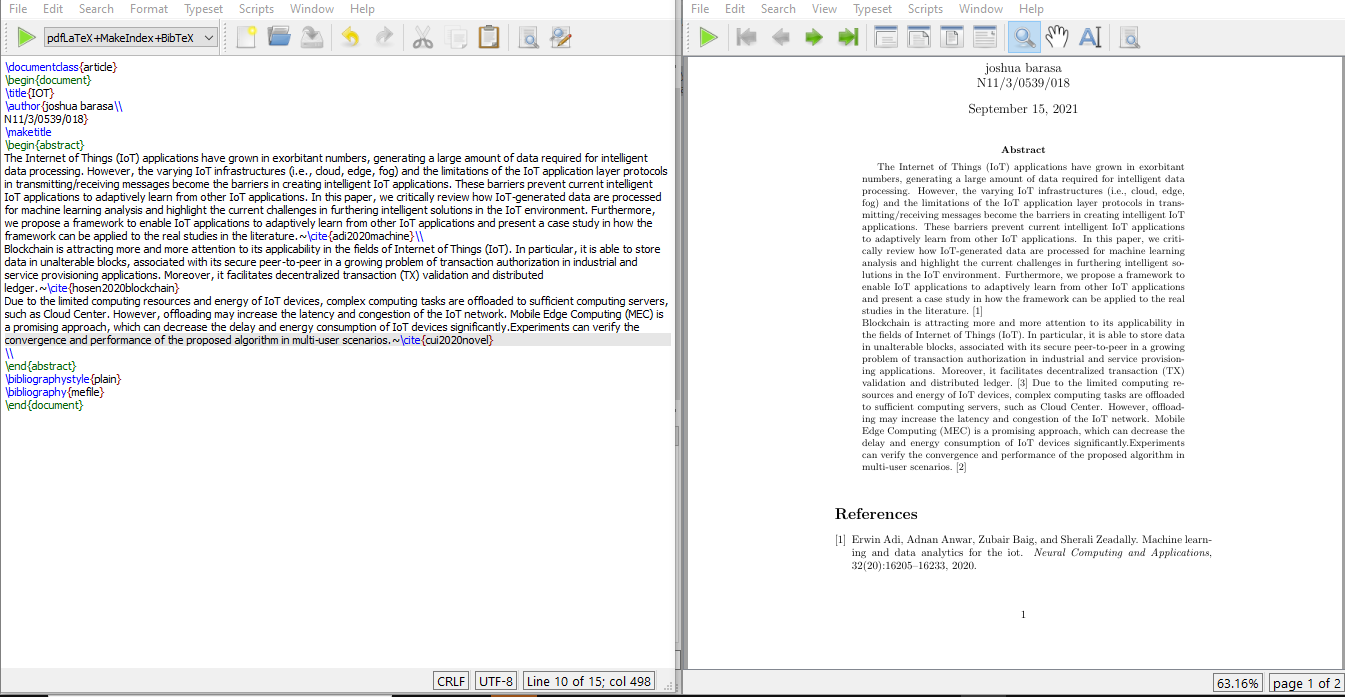 File Edit Search Format Typeset Scripts Window Help
pdfLaTeX+MakeIndex+BibTeX
\documentclass{article}
\begin{document}
\title{IOT}
\author{joshua barasa\\
N11/3/0539/018}
\maketitle
\begin{abstract}
The Internet of Things (IoT) applications have grown in exorbitant numbers, generating a large amount of data required for intelligent
data processing. However, the varying IoT infrastructures (i.e., cloud, edge, fog) and the limitations of the IoT application layer protocols
in transmitting/receiving messages become the barriers in creating intelligent IoT applications. These barriers prevent current intelligent
IoT applications to adaptively learn from other IoT applications. In this paper, we critically review how IoT-generated data are processed
for machine learning analysis and highlight the current challenges in furthering intelligent solutions in the IoT environment. Furthermore,
we propose a framework to enable IoT applications to adaptively learn from other IoT applications and present a case study in how the
framework can be applied to the real studies in the literature.~\cite{adi2020machine}\\
Blockchain is attracting more and more attention to its applicability in the fields of Internet of Things (IoT). In particular, it is able to store
data in unalterable blocks, associated with its secure peer-to-peer in a growing problem of transaction authorization in industrial and
service provisioning applications. Moreover, it facilitates decentralized transaction (TX) validation and distributed
ledger.~\cite{hosen2020blockchain}
Due to the limited computing resources and energy of IoT devices, complex computing tasks are offloaded to sufficient computing servers,
such as Cloud Center. However, offloading may increase the latency and congestion of the IoT network. Mobile Edge Computing (MEC) is
a promising approach, which can decrease the delay and energy consumption of IoT devices significantly.Experiments can verify the
convergence and performance of the proposed algorithm in multi-user scenarios.~\cite{cui2020novel}
\\
\end{abstract}
\bibliographystyle{plain}
\bibliography{mefile}
\end{document}
CRLF UTF-8 Line 10 of 15; col 498
File Edit Search View Typeset Scripts Window Help
joshua barasa
N11/3/0539/018
September 15, 2021
Abstract
The Internet of Things (IoT) applications have grown in exorbitant
numbers, generating a large amount of data required for intelligent data
processing. However, the varying IoT infrastructures (i.e., cloud, edge,
fog) and the limitations of the IoT application layer protocols in trans-
mitting/receiving messages become the barriers in creating intelligent IoT
applications. These barriers prevent current intelligent IoT applications
to adaptively learn from other IoT applications. In this paper, we criti-
cally review how IoT-generated data are processed for machine learning
analysis and highlight the current challenges in furthering intelligent so-
lutions in the IoT environment. Furthermore, we propose a framework to
enable IoT applications to adaptively learn from other IoT applications
and present a case study in how the framework can be applied to the real
studies in the literature. [1]
Blockchain is attracting more and more attention to its applicability in
the fields of Internet of Things (IoT). In particular, it is able to store data
in unalterable blocks, associated with its secure peer-to-peer in a growing
problem of transaction authorization in industrial and service provision-
ing applications. Moreover, it facilitates decentralized transaction (TX)
validation and distributed ledger. [3] Due to the limited computing re-
sources and energy of IoT devices, complex computing tasks are offloaded
to sufficient computing servers, such as Cloud Center. However, offload-
ing may increase the latency and congestion of the IoT network. Mobile
Edge Computing (MEC) is a promising approach, which can decrease the
delay and energy consumption of IoT devices significantly.Experiments
can verify the convergence and performance of the proposed algorithm in
multi-user scenarios. [2]
References
[1] Erwin Adi, Adnan Anwar, Zubair Baig, and Sherali Zeadally. Machine learn-
ing and data analytics for the iot. Neural Computing and Applications,
32(20):16205–16233, 2020.
1
63.16% page 1 of 2